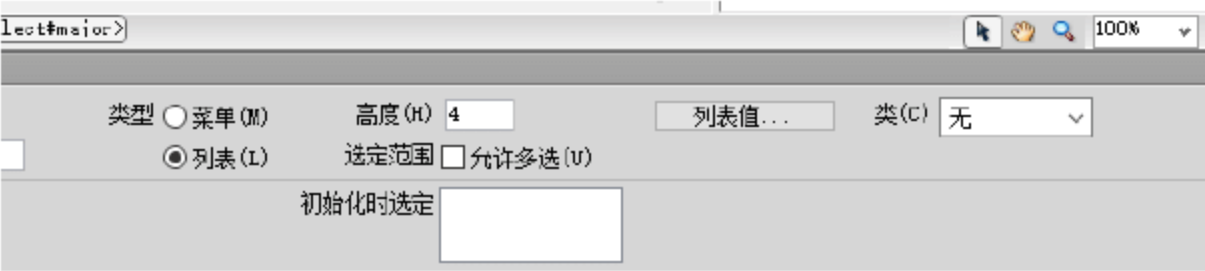 lect#major>
100%
类型 菜单(M) 高度(H) 4 列表值... 类(C) 无
列表(L) 选定范围 允许多选(U)
初始化时选定